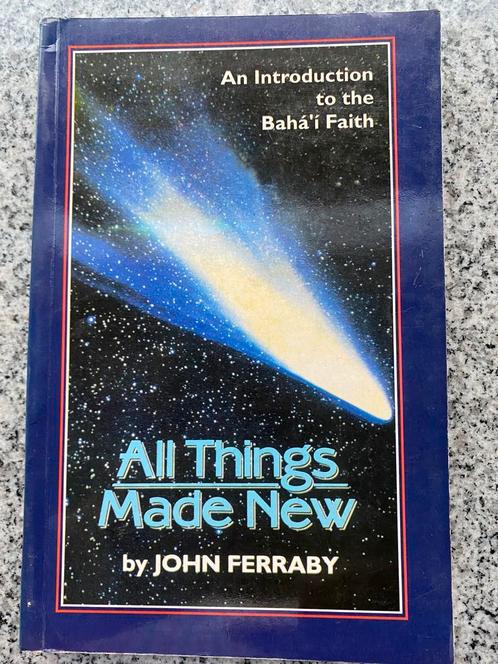 An Introduction
to the
Bahá'í Faith
All Things
Made New
by JOHN FERRABY